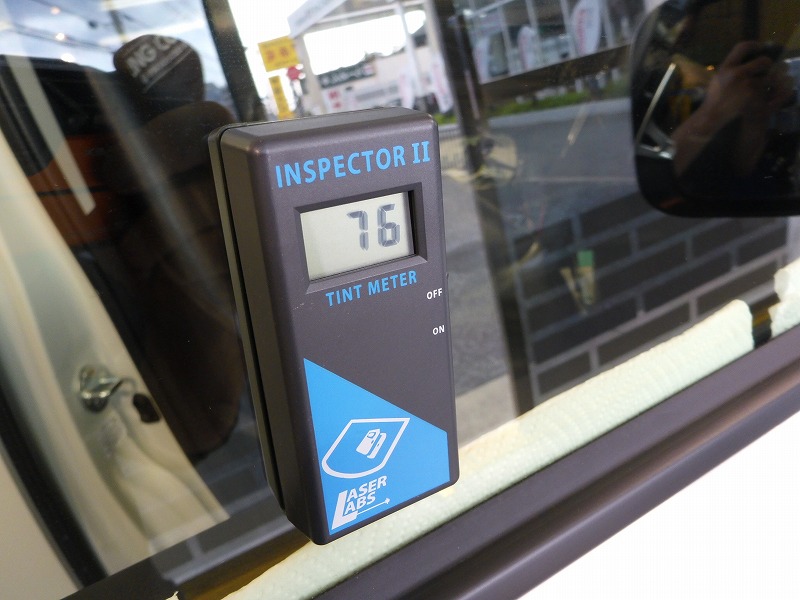 INSPECTOR II
76
TINT METER
OFF
ON
LASER
LABS